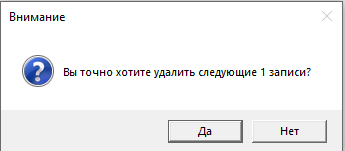 Внимание
Вы точно хотите удалить следующие 1 записи?
Да
Нет